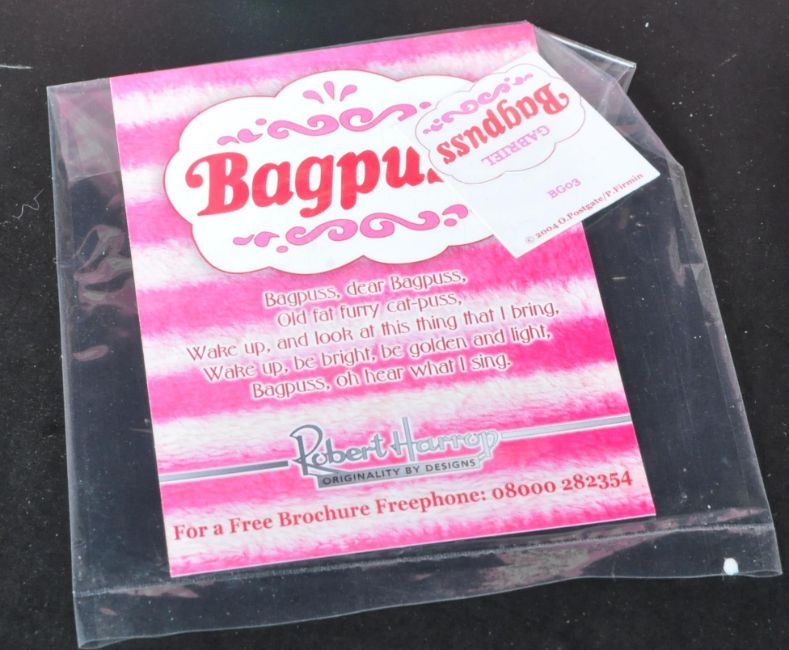 Bagpuss
Bagpuss, dear Bagpuss,
Old fat furry cat-puss,
Wake up, and look at this thing that I bring,
Wake up, be bright, be golden and light,
Bagpuss, oh hear what I sing.
Robert Harrop
ORIGINALITY BY DESIGNS
For a Free Brochure Freephone: 08000 282354
Bagpuss
GABRIEL
BG03
© 2004 O.Postgate/P.Firmin